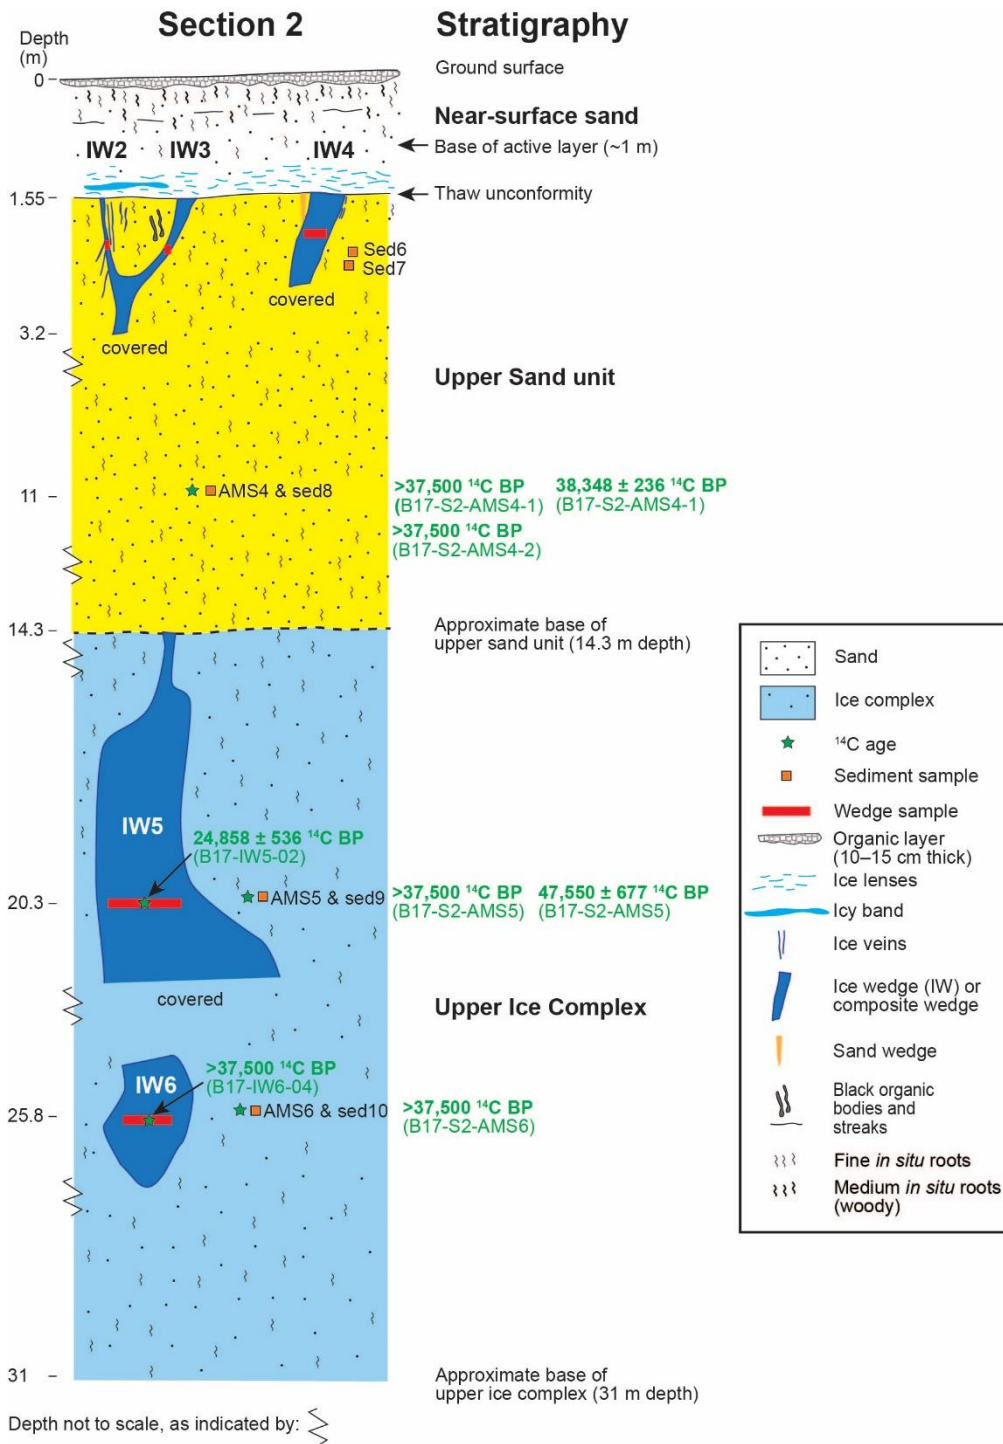 Section 2
Stratigraphy
Depth
(m)
0
Ground surface
Near-surface sand
IW2
IW3
IW4
Base of active layer (~1 m)
1.55
Thaw unconformity
Sed6
Sed7
covered
3.2
covered
Upper Sand unit
11
AMS4 & sed8
>37,500 ¹⁴C BP
(B17-S2-AMS4-1)
38,348 ± 236 ¹⁴C BP
(B17-S2-AMS4-1)
>37,500 ¹⁴C BP
(B17-S2-AMS4-2)
14.3
Approximate base of
upper sand unit (14.3 m depth)
IW5
24,858 ± 536 ¹⁴C BP
(B17-IW5-02)
20.3
AMS5 & sed9
>37,500 ¹⁴C BP
(B17-S2-AMS5)
47,550 ± 677 ¹⁴C BP
(B17-S2-AMS5)
covered
Upper Ice Complex
IW6
>37,500 ¹⁴C BP
(B17-IW6-04)
25.8
AMS6 & sed10
>37,500 ¹⁴C BP
(B17-S2-AMS6)
31
Approximate base of
upper ice complex (31 m depth)
Depth not to scale, as indicated by:
Sand
Ice complex
¹⁴C age
Sediment sample
Wedge sample
Organic layer
(10–15 cm thick)
Ice lenses
Icy band
Ice veins
Ice wedge (IW) or
composite wedge
Sand wedge
Black organic
bodies and
streaks
Fine in situ roots
Medium in situ roots
(woody)